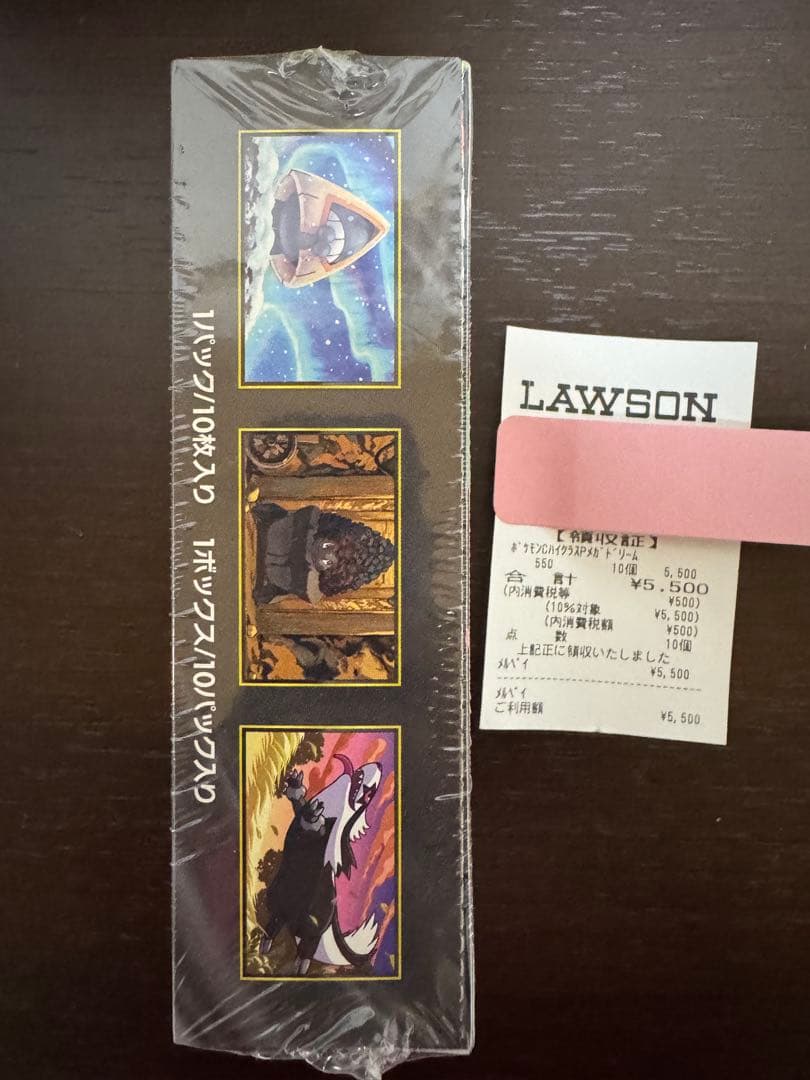 1パック/10枚入り 1ボックス/10パック入り
LAWSON
【領収証】
ﾎﾟｹﾓﾝCﾊｲｸﾗｽPﾒｶﾞﾄﾞﾘｰﾑ
550 10個 5,500
合 計 ¥5,500
(内消費税等 ¥500)
(10%対象 ¥5,500)
(内消費税額 ¥500)
点 数 10個
上記正に領収いたしました
ﾒﾙﾍﾟｲ ¥5,500
ﾒﾙﾍﾟｲ
ご利用額 ¥5,500